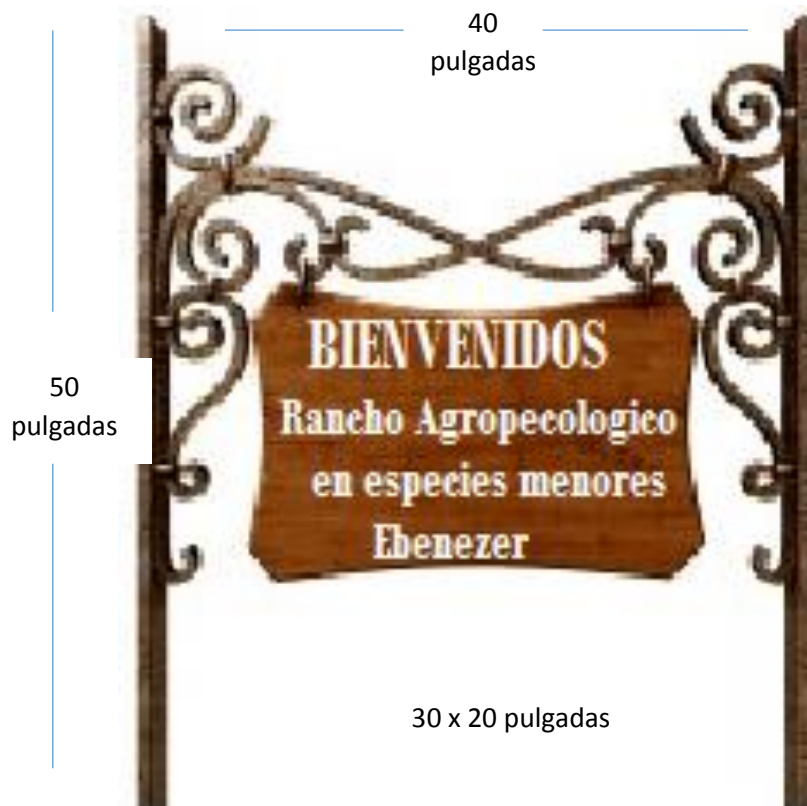 40
pulgadas
50
pulgadas
BIENVENIDOS
Rancho Agropecologico
en especies menores
Ebenezer
30 x 20 pulgadas